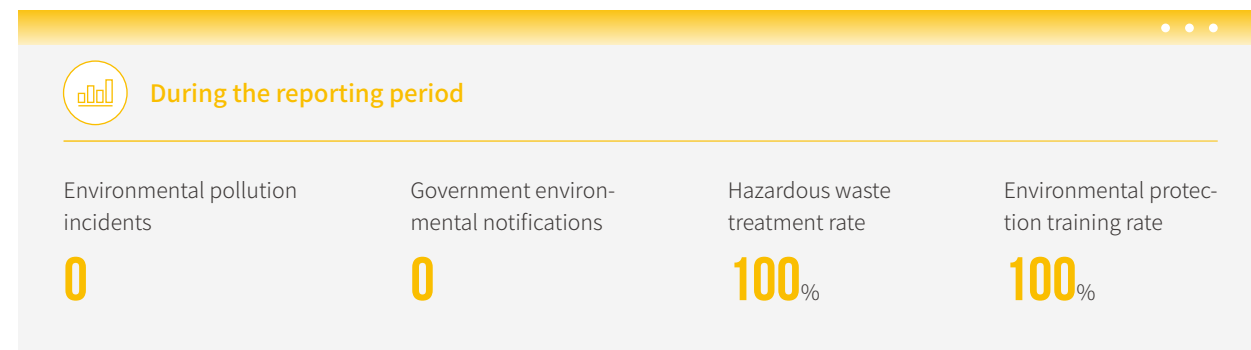 During the reporting period
Environmental pollution
incidents
0
Government environ-
mental notifications
0
Hazardous waste
treatment rate
100%
Environmental protec-
tion training rate
100%